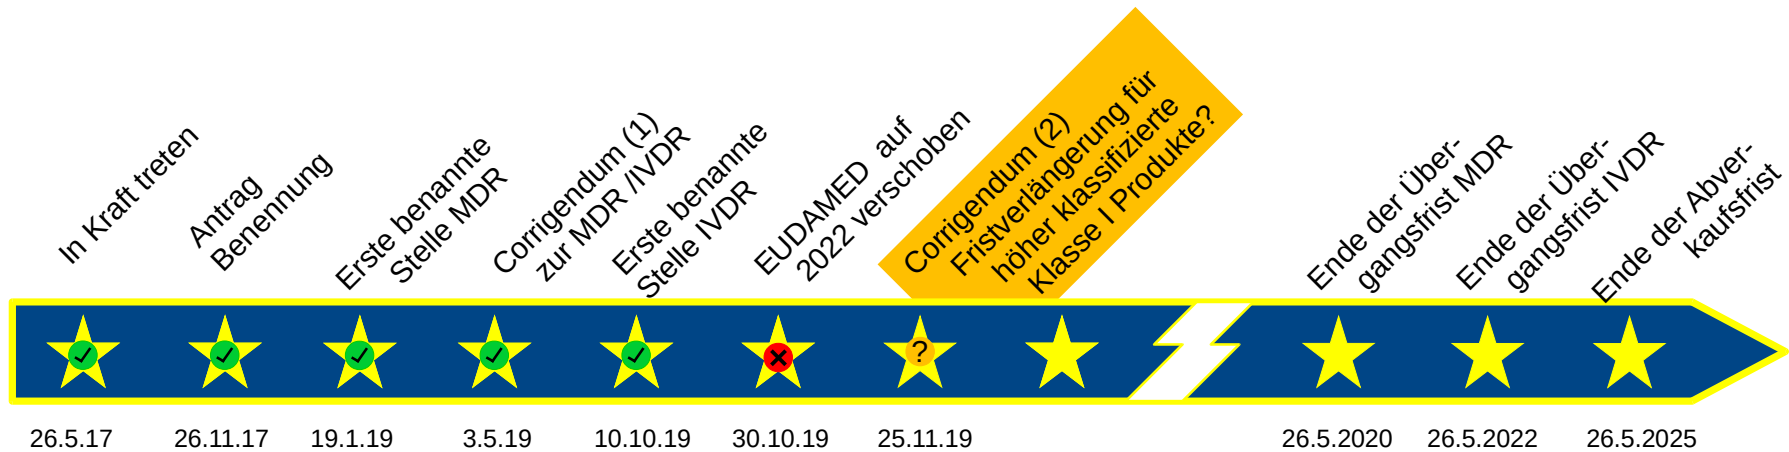 In Kraft treten
Antrag
Benennung
Erste benannte
Stelle MDR
Corrigendum (1)
zur MDR /IVDR
Erste benannte
Stelle IVDR
EUDAMED auf
2022 verschoben
Corrigendum (2)
Fristverlängerung für
höher klassifizierte
Klasse I Produkte?
Ende der Über-
gangsfrist MDR
Ende der Über-
gangsfrist IVDR
Ende der Abver-
kaufsfrist
?
26.5.17
26.11.17
19.1.19
3.5.19
10.10.19
30.10.19
25.11.19
26.5.2020
26.5.2022
26.5.2025